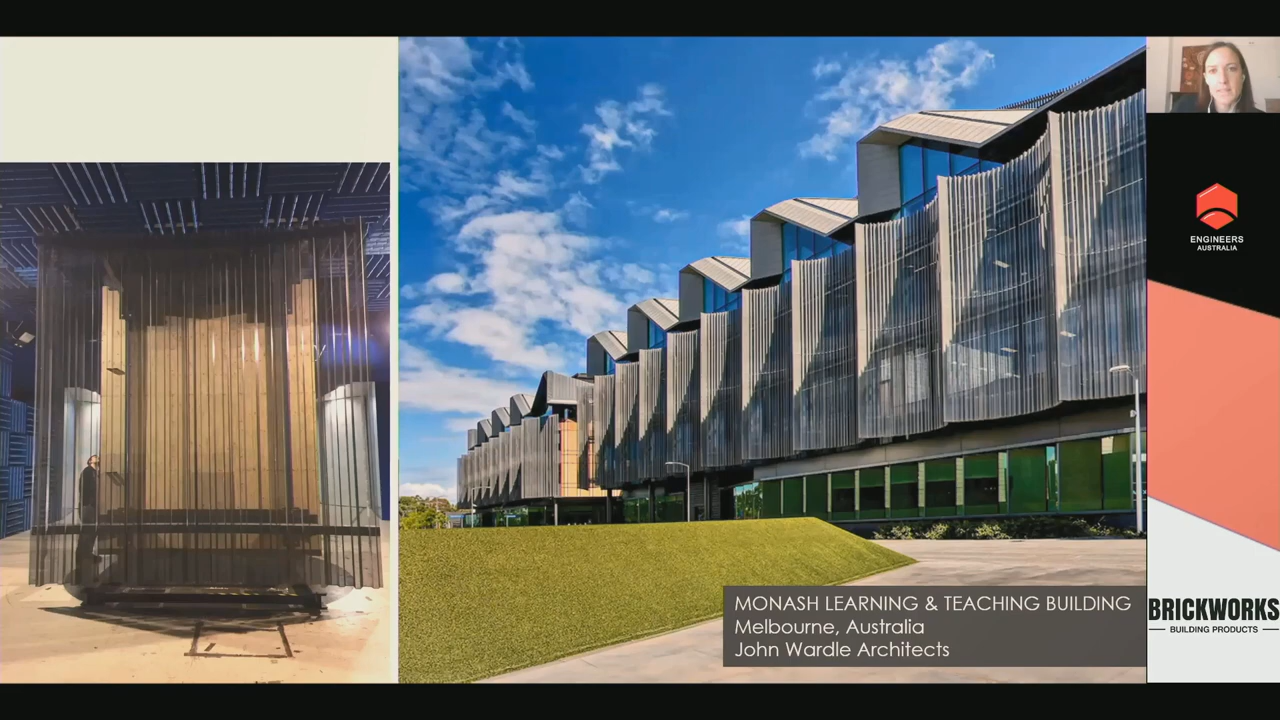 ENGINEERS
AUSTRALIA
MONASH LEARNING & TEACHING BUILDING
Melbourne, Australia
John Wardle Architects
BRICKWORKS
BUILDING PRODUCTS